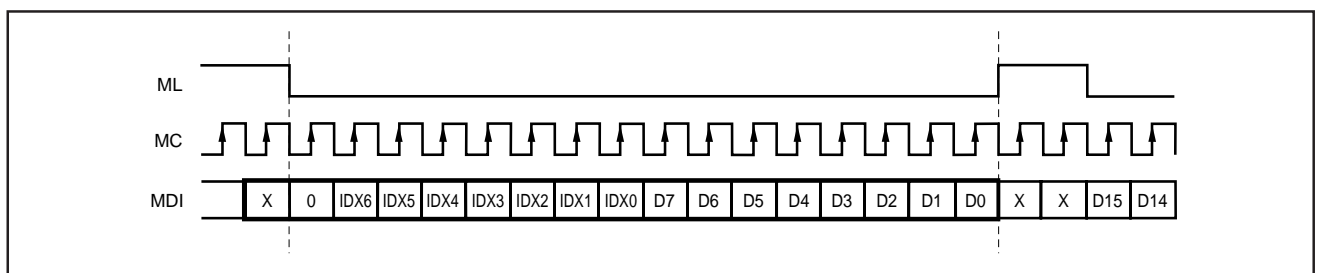 ML
MC
MDI X 0 IDX6 IDX5 IDX4 IDX3 IDX2 IDX1 IDX0 D7 D6 D5 D4 D3 D2 D1 D0 X X D15 D14